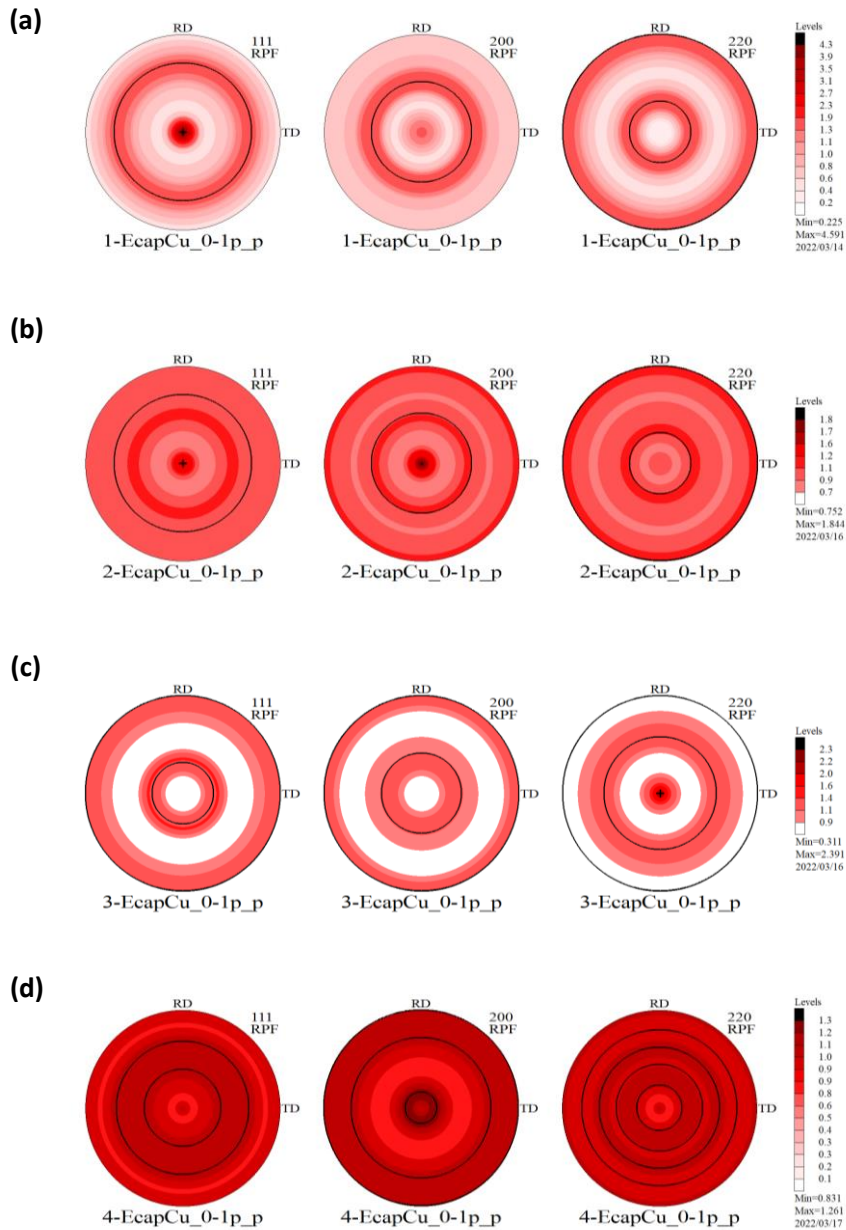 (a)
RD
111
RPF
TD
1-EcapCu_0-1p_p
RD
200
RPF
TD
1-EcapCu_0-1p_p
RD
220
RPF
TD
1-EcapCu_0-1p_p
Levels
4.3
3.9
3.5
3.1
2.7
2.3
1.9
1.3
1.1
1.0
0.8
0.6
0.4
0.2
Min=0.225
Max=4.591
2022/03/14
(b)
RD
111
RPF
TD
2-EcapCu_0-1p_p
RD
200
RPF
TD
2-EcapCu_0-1p_p
RD
220
RPF
TD
2-EcapCu_0-1p_p
Levels
1.8
1.7
1.6
1.2
1.1
0.9
0.7
Min=0.752
Max=1.844
2022/03/16
(c)
RD
111
RPF
TD
3-EcapCu_0-1p_p
RD
200
RPF
TD
3-EcapCu_0-1p_p
RD
220
RPF
TD
3-EcapCu_0-1p_p
Levels
2.3
2.2
2.0
1.6
1.4
1.1
0.9
Min=0.311
Max=2.391
2022/03/16
(d)
RD
111
RPF
TD
4-EcapCu_0-1p_p
RD
200
RPF
TD
4-EcapCu_0-1p_p
RD
220
RPF
TD
4-EcapCu_0-1p_p
Levels
1.3
1.2
1.1
1.0
0.9
0.9
0.8
0.6
0.5
0.4
0.3
0.3
0.2
0.1
Min=0.831
Max=1.261
2022/03/17